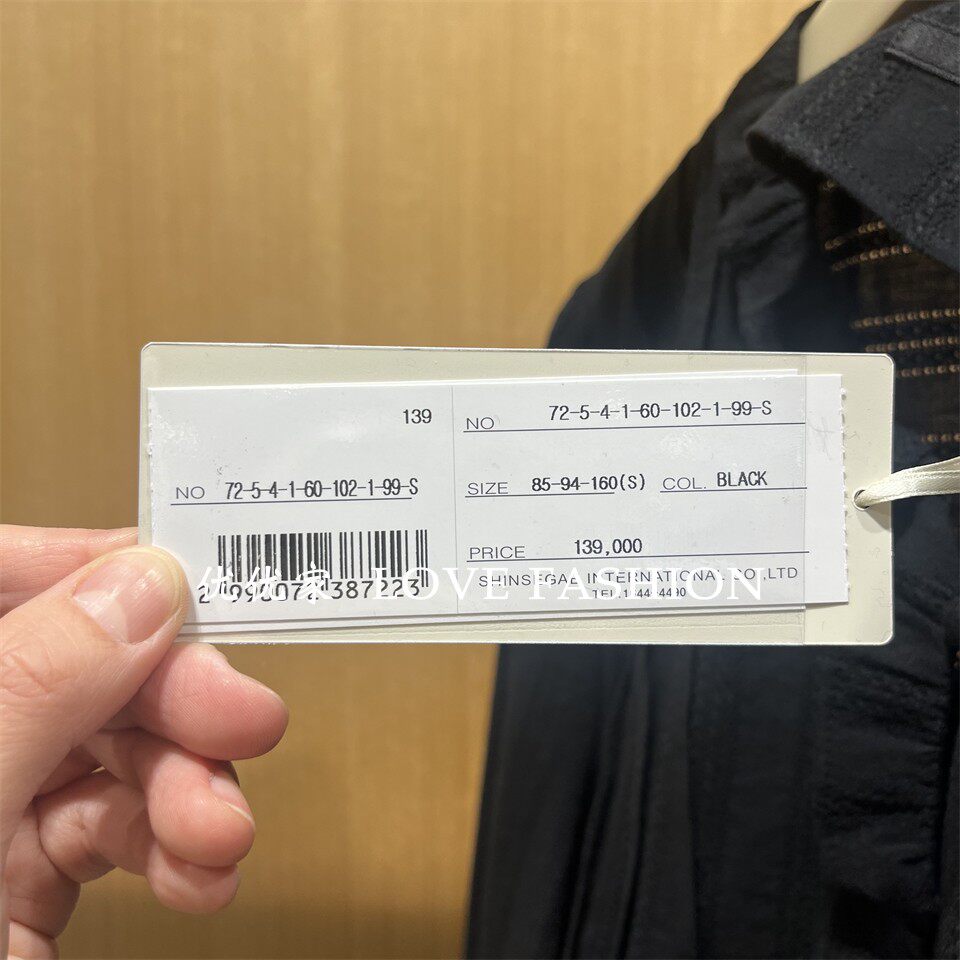 139
NO 72-5-4-1-60-102-1-99-S
NO 72-5-4-1-60-102-1-99-S
SIZE 85-94-160(S) COL. BLACK
PRICE 139,000
SHINSEGAE INTERNATIONAL CO.,LTD
387223
LOVE FASHION